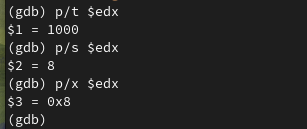 (gdb) p/t $edx
$1 = 1000
(gdb) p/s $edx
$2 = 8
(gdb) p/x $edx
$3 = 0x8
(gdb)